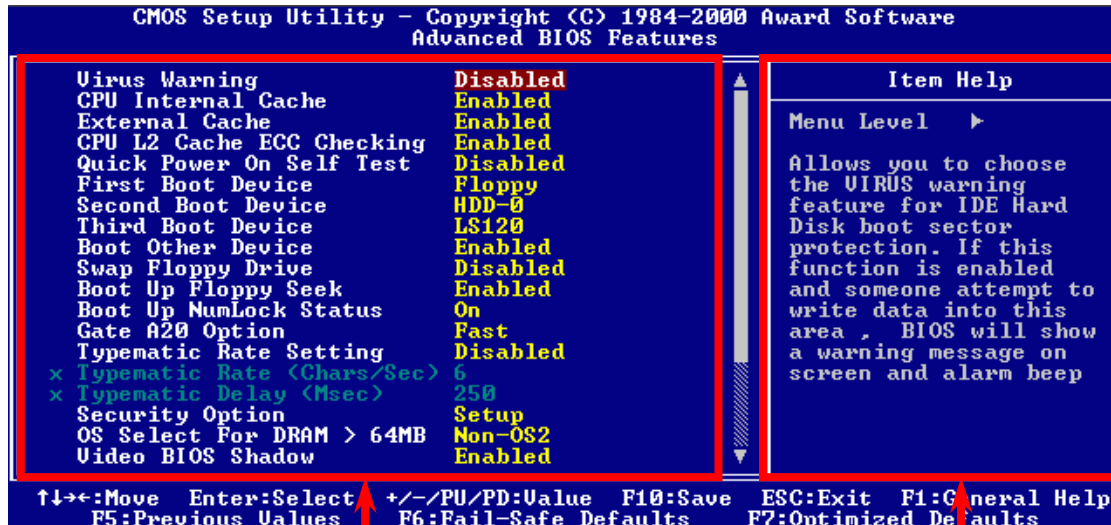 CMOS Setup Utility - Copyright (C) 1984-2000 Award Software
Advanced BIOS Features
Virus Warning Disabled
CPU Internal Cache Enabled
External Cache Enabled
CPU L2 Cache ECC Checking Enabled
Quick Power On Self Test Disabled
First Boot Device Floppy
Second Boot Device HDD-0
Third Boot Device LS120
Boot Other Device Enabled
Swap Floppy Drive Disabled
Boot Up Floppy Seek Enabled
Boot Up NumLock Status On
Gate A20 Option Fast
Typematic Rate Setting Disabled
x Typematic Rate (Chars/Sec) 6
x Typematic Delay (Msec) 250
Security Option Setup
OS Select For DRAM > 64MB Non-OS2
Video BIOS Shadow Enabled
Item Help
Menu Level
Allows you to choose
the VIRUS warning
feature for IDE Hard
Disk boot sector
protection. If this
function is enabled
and someone attempt to
write data into this
area , BIOS will show
a warning message on
screen and alarm beep
↑↓→←:Move Enter:Select +/-/PU/PD:Value F10:Save ESC:Exit F1:General Help
F5:Previous Values F6:Fail-Safe Defaults F7:Optimized Defaults